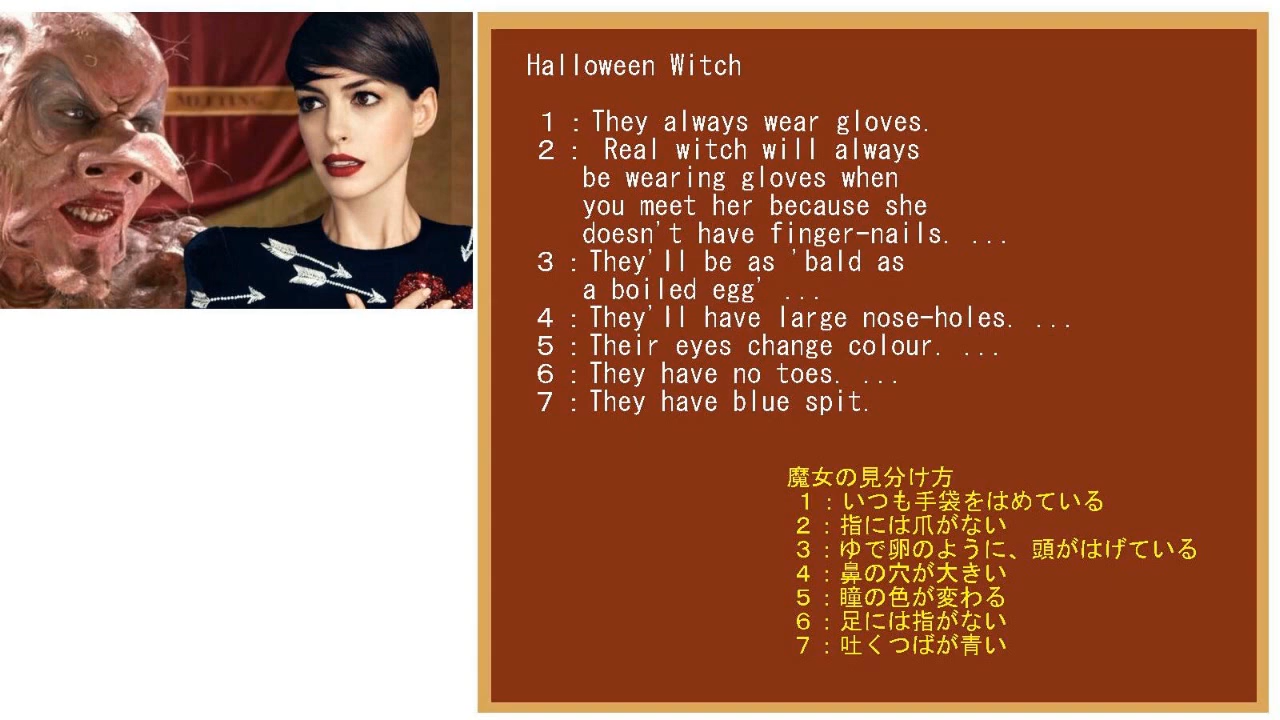 MEETING
Halloween Witch
1 : They always wear gloves.
2 : Real witch will always
be wearing gloves when
you meet her because she
doesn't have finger-nails. ...
3 : They'll be as 'bald as
a boiled egg' ...
4 : They'll have large nose-holes. ...
5 : Their eyes change colour. ...
6 : They have no toes. ...
7 : They have blue spit.
魔女の見分け方
1：いつも手袋をはめている
2：指には爪がない
3：ゆで卵のように、頭がはげている
4：鼻の穴が大きい
5：瞳の色が変わる
6：足には指がない
7：吐くつばが青い